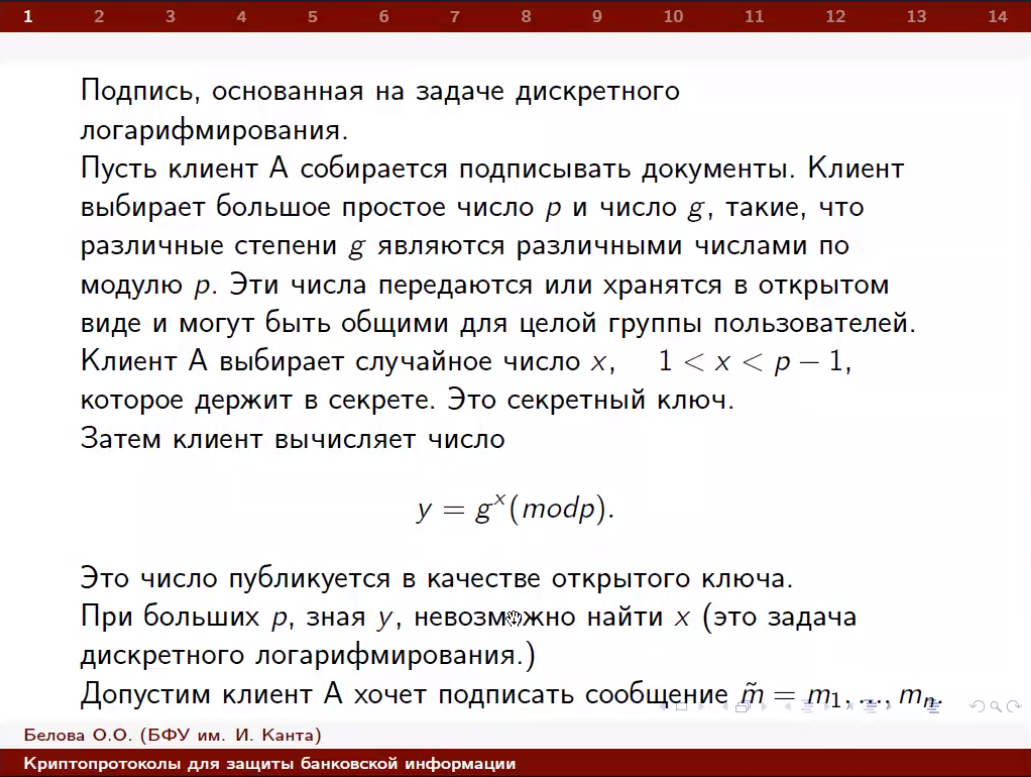 1 2 3 4 5 6 7 8 9 10 11 12 13 14
Подпись, основанная на задаче дискретного
логарифмирования.
Пусть клиент А собирается подписывать документы. Клиент
выбирает большое простое число p и число g, такие, что
различные степени g являются различными числами по
модулю p. Эти числа передаются или хранятся в открытом
виде и могут быть общими для целой группы пользователей.
Клиент А выбирает случайное число x, 1 < x < p − 1,
которое держит в секрете. Это секретный ключ.
Затем клиент вычисляет число
y = gˣ(modp).
Это число публикуется в качестве открытого ключа.
При больших p, зная y, невозможно найти x (это задача
дискретного логарифмирования.)
Допустим клиент А хочет подписать сообщение m̃ = m₁, ..., mₙ.
Белова О.О. (БФУ им. И. Канта)
Криптопротоколы для защиты банковской информации